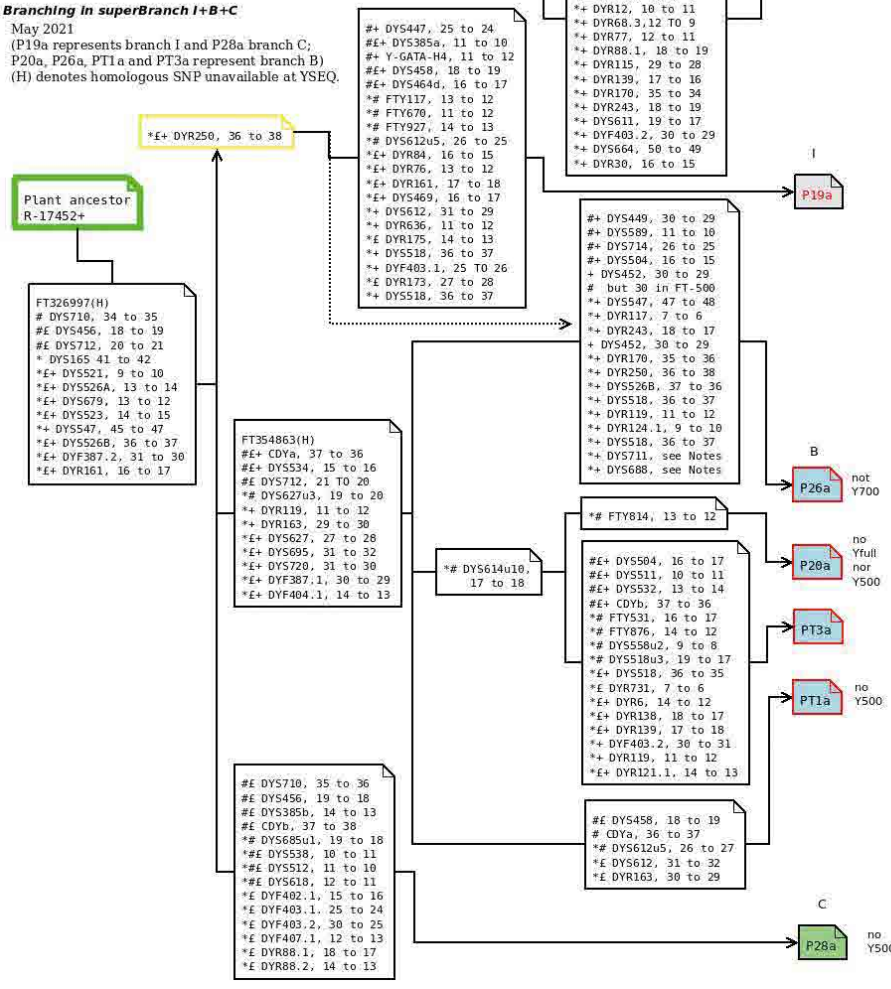 Branching in superBranch I+B+C
May 2021
(P19a represents branch I and P28a branch C;
P20a, P26a, PT1a and PT3a represent branch B)
(H) denotes homologous SNP unavailable at YSEQ.
*£+ DYR250, 36 to 38
Plant ancestor
R-17452+
FT326997(H)
# DYS710, 34 to 35
#£ DYS456, 18 to 19
#£ DYS712, 20 to 21
* DYS165 41 to 42
*£+ DYS521, 9 to 10
*£+ DYS526A, 13 to 14
*£+ DYS679, 13 to 12
*£+ DYS523, 14 to 15
*+ DYS547, 45 to 47
*£+ DYS526B, 36 to 37
*£+ DYF387.2, 31 to 30
*£+ DYR161, 16 to 17
#+ DYS447, 25 to 24
#£+ DYS385a, 11 to 10
#+ Y-GATA-H4, 11 to 12
#£+ DYS458, 18 to 19
#£+ DYS464d, 16 to 17
*# FTY117, 13 to 12
*# FTY670, 11 to 12
*# FTY927, 14 to 13
*# DYS612u5, 26 to 25
*£+ DYR84, 16 to 15
*£+ DYR76, 13 to 12
*£+ DYR161, 17 to 18
*£+ DYS469, 16 to 17
*+ DYS612, 31 to 29
*+ DYR636, 11 to 12
*£ DYR175, 14 to 13
*+ DYS518, 36 to 37
*+ DYF403.1, 25 TO 26
*£ DYR173, 27 to 28
*+ DYS518, 36 to 37
*+ DYR12, 10 to 11
*+ DYR68.3,12 TO 9
*+ DYR77, 12 to 11
*+ DYR88.1, 18 to 19
*+ DYR115, 29 to 28
*+ DYR139, 17 to 16
*+ DYR170, 35 to 34
*+ DYR243, 18 to 19
*+ DYS611, 19 to 17
*+ DYF403.2, 30 to 29
*+ DYS664, 50 to 49
*+ DYR30, 16 to 15
I
P19a
#+ DYS449, 30 to 29
#+ DYS589, 11 to 10
#+ DYS714, 26 to 25
#+ DYS504, 16 to 15
+ DYS452, 30 to 29
# but 30 in FT-500
*+ DYS547, 47 to 48
*+ DYR117, 7 to 6
*+ DYR243, 18 to 17
+ DYS452, 30 to 29
*+ DYR170, 35 to 36
*+ DYR250, 36 to 38
*+ DYS526B, 37 to 36
*+ DYS518, 36 to 37
*+ DYR119, 11 to 12
*+ DYR124.1, 9 to 10
*+ DYS518, 36 to 37
*+ DYS711, see Notes
*+ DYS688, see Notes
B
P26a
not
Y700
FT354863(H)
#£+ CDYa, 37 to 36
#£+ DYS534, 15 to 16
#£ DYS712, 21 TO 20
*# DYS627u3, 19 to 20
*+ DYR119, 11 to 12
*+ DYR163, 29 to 30
*£+ DYS627, 27 to 28
*£+ DYS695, 31 to 32
*£+ DYS720, 31 to 30
*£+ DYF387.1, 30 to 29
*£+ DYF404.1, 14 to 13
*# DYS614u10,
17 to 18
*# FTY814, 13 to 12
no
Yfull
nor
Y500
P20a
#£+ DYS504, 16 to 17
#£+ DYS511, 10 to 11
#£+ DYS532, 13 to 14
#£+ CDYb, 37 to 36
*# FTY531, 16 to 17
*# FTY876, 14 to 12
*# DYS558u2, 9 to 8
*# DYS518u3, 19 to 17
*£+ DYS518, 36 to 35
*£ DYR731, 7 to 6
*£+ DYR6, 14 to 12
*£+ DYR138, 18 to 17
*£+ DYR139, 17 to 18
*+ DYF403.2, 30 to 31
*+ DYR119, 11 to 12
*£+ DYR121.1, 14 to 13
PT3a
PT1a
no
Y500
#£ DYS458, 18 to 19
# CDYa, 36 to 37
*# DYS612u5, 26 to 27
*£ DYS612, 31 to 32
*£ DYR163, 30 to 29
#£ DYS710, 35 to 36
#£ DYS456, 19 to 18
#£ DYS385b, 14 to 13
#£ CDYb, 37 to 38
*# DYS685u1, 19 to 18
*#£ DYS538, 10 to 11
*#£ DYS512, 11 to 10
*#£ DYS618, 12 to 11
*£ DYF402.1, 15 to 16
*£ DYF403.1. 25 to 24
*£ DYF403.2, 30 to 25
*£ DYF407.1, 12 to 13
*£ DYR88.1, 18 to 17
*£ DYR88.2, 14 to 13
C
P28a
no